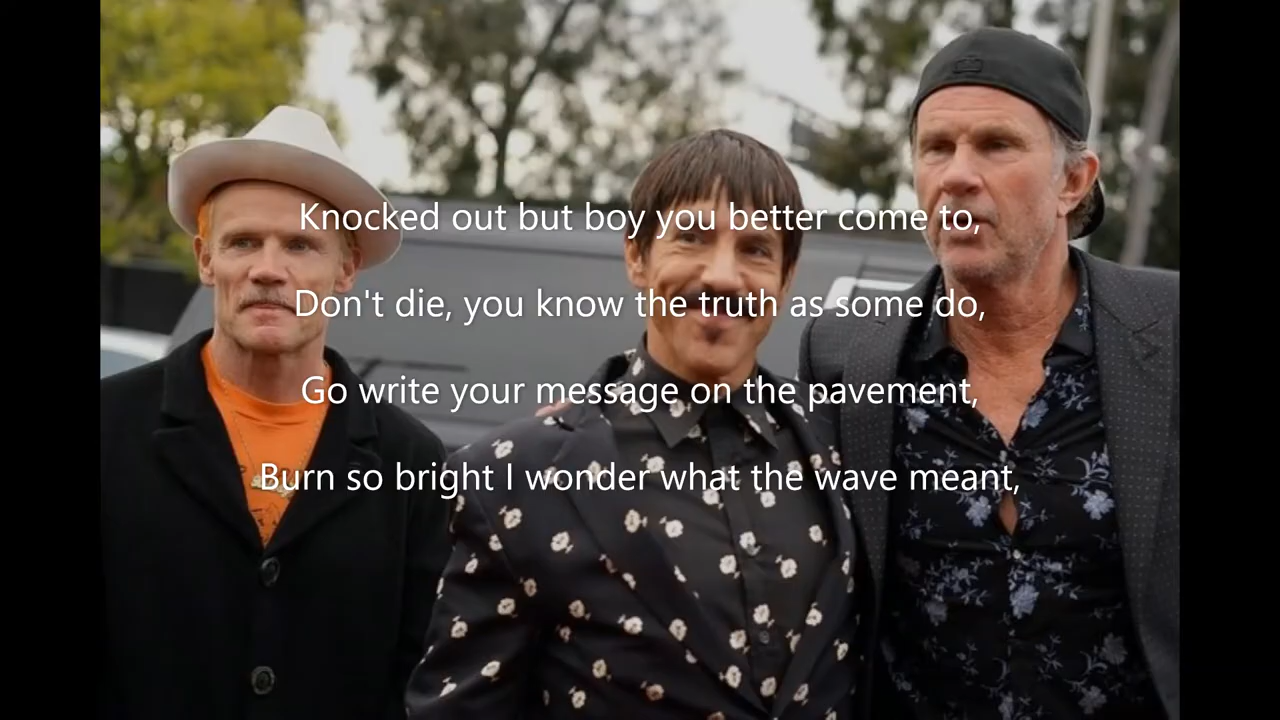 Knocked out but boy you better come to,
Don't die, you know the truth as some do,
Go write your message on the pavement,
Burn so bright I wonder what the wave meant,